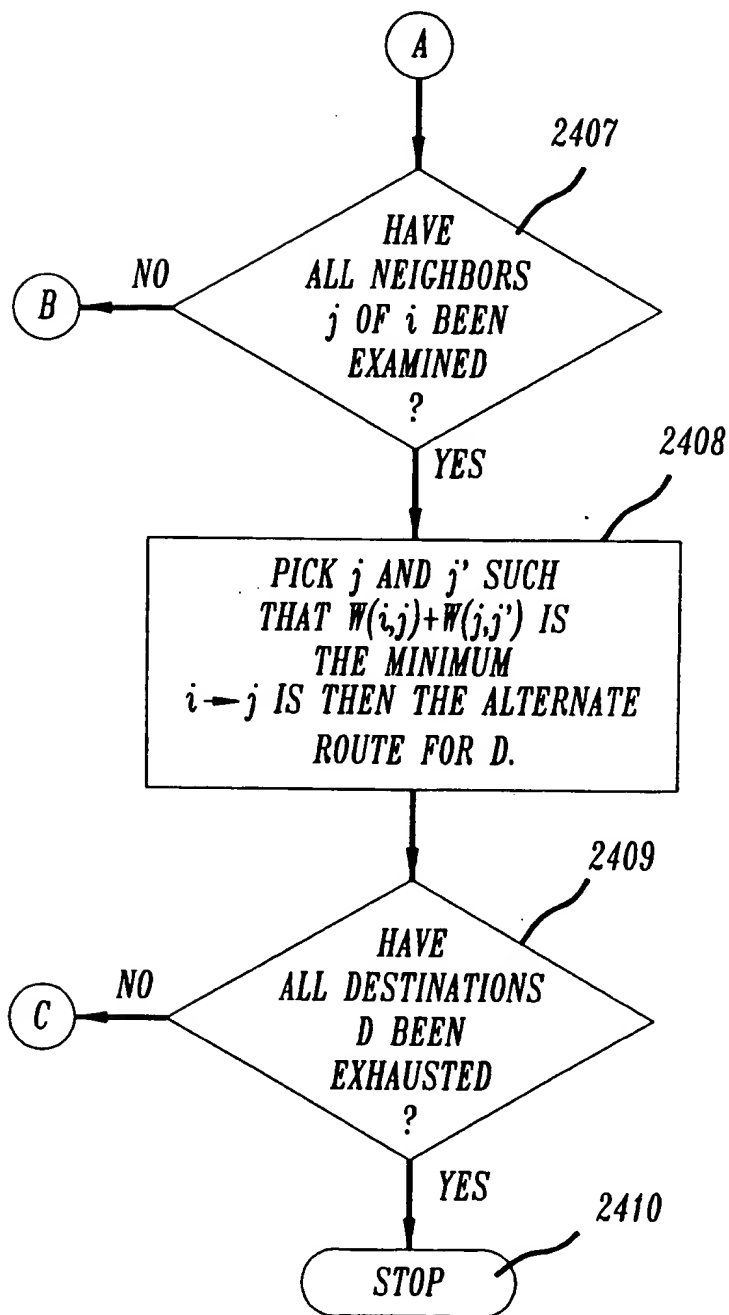 A
2407
HAVE
ALL NEIGHBORS
j OF i BEEN
EXAMINED
?
NO
B
YES
2408
PICK j AND j' SUCH
THAT W(i,j)+W(j,j') IS
THE MINIMUM
i→j IS THEN THE ALTERNATE
ROUTE FOR D.
2409
HAVE
ALL DESTINATIONS
D BEEN
EXHAUSTED
?
NO
C
YES
2410
STOP